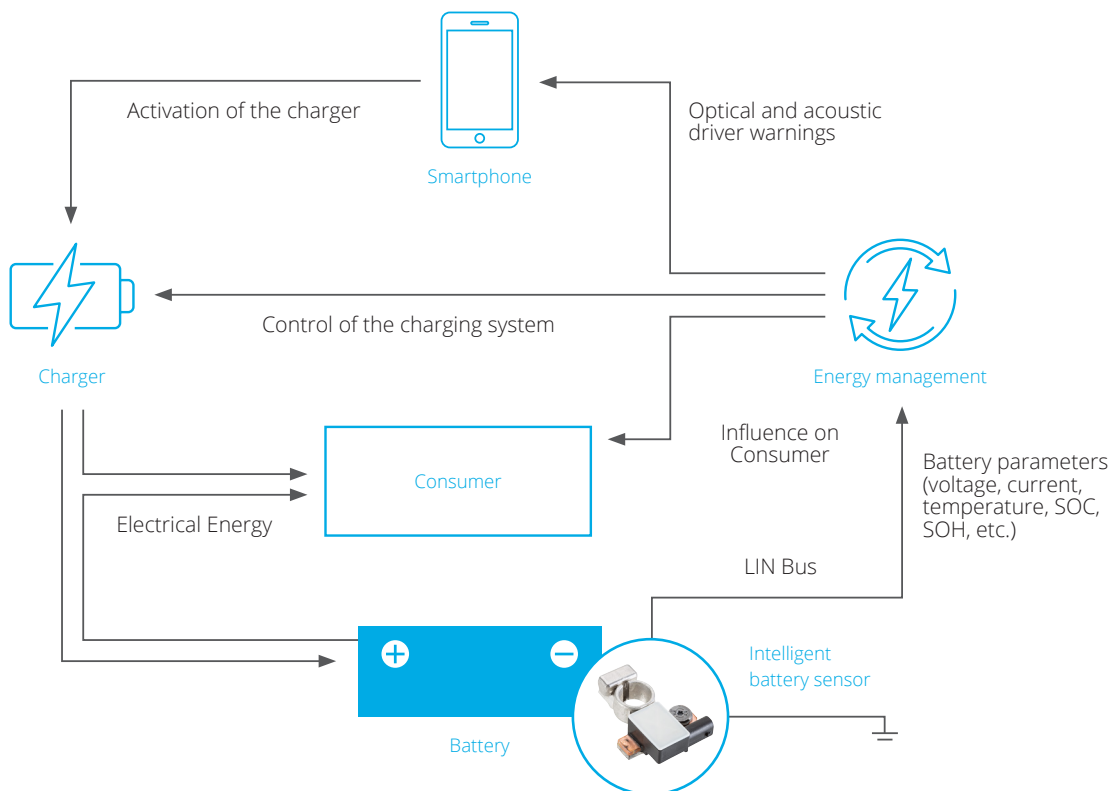 Activation of the charger
Optical and acoustic
driver warnings
Smartphone
Control of the charging system
Charger
Energy management
Influence on
Consumer
Battery parameters
(voltage, current,
temperature, SOC,
SOH, etc.)
Consumer
Electrical Energy
LIN Bus
Intelligent
battery sensor
Battery